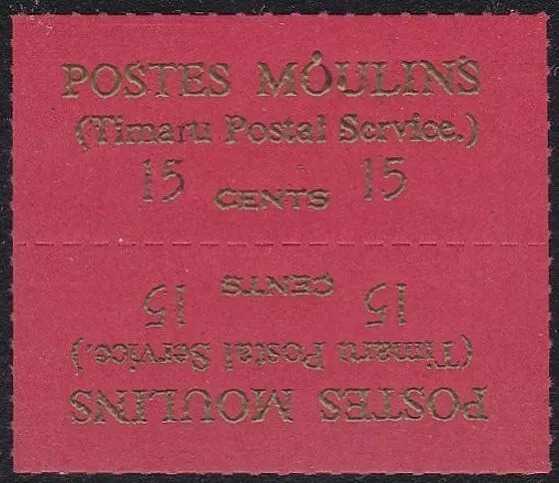 POSTES MOULINS
(Timaru Postal Service.)
15 CENTS 15
POSTES MOULINS
(Timaru Postal Service.)
15 CENTS 15